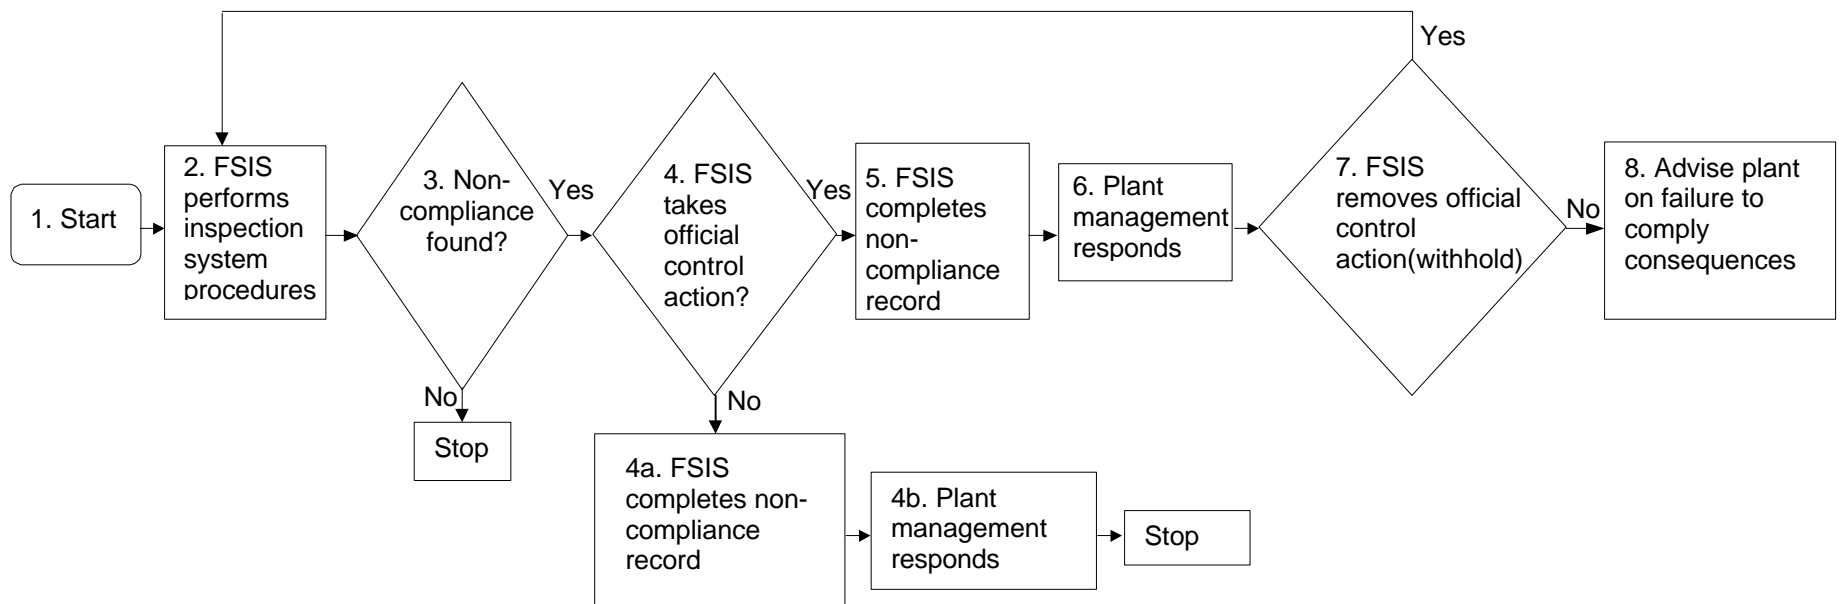 1. Start
2. FSIS
performs
inspection
system
procedures
3. Non-
compliance
found?
Yes
No
Stop
4. FSIS
takes
official
control
action?
Yes
No
4a. FSIS
completes non-
compliance
record
4b. Plant
management
responds
Stop
5. FSIS
completes
non-
compliance
record
6. Plant
management
responds
7. FSIS
removes official
control
action(withhold)
Yes
No
8. Advise plant
on failure to
comply
consequences